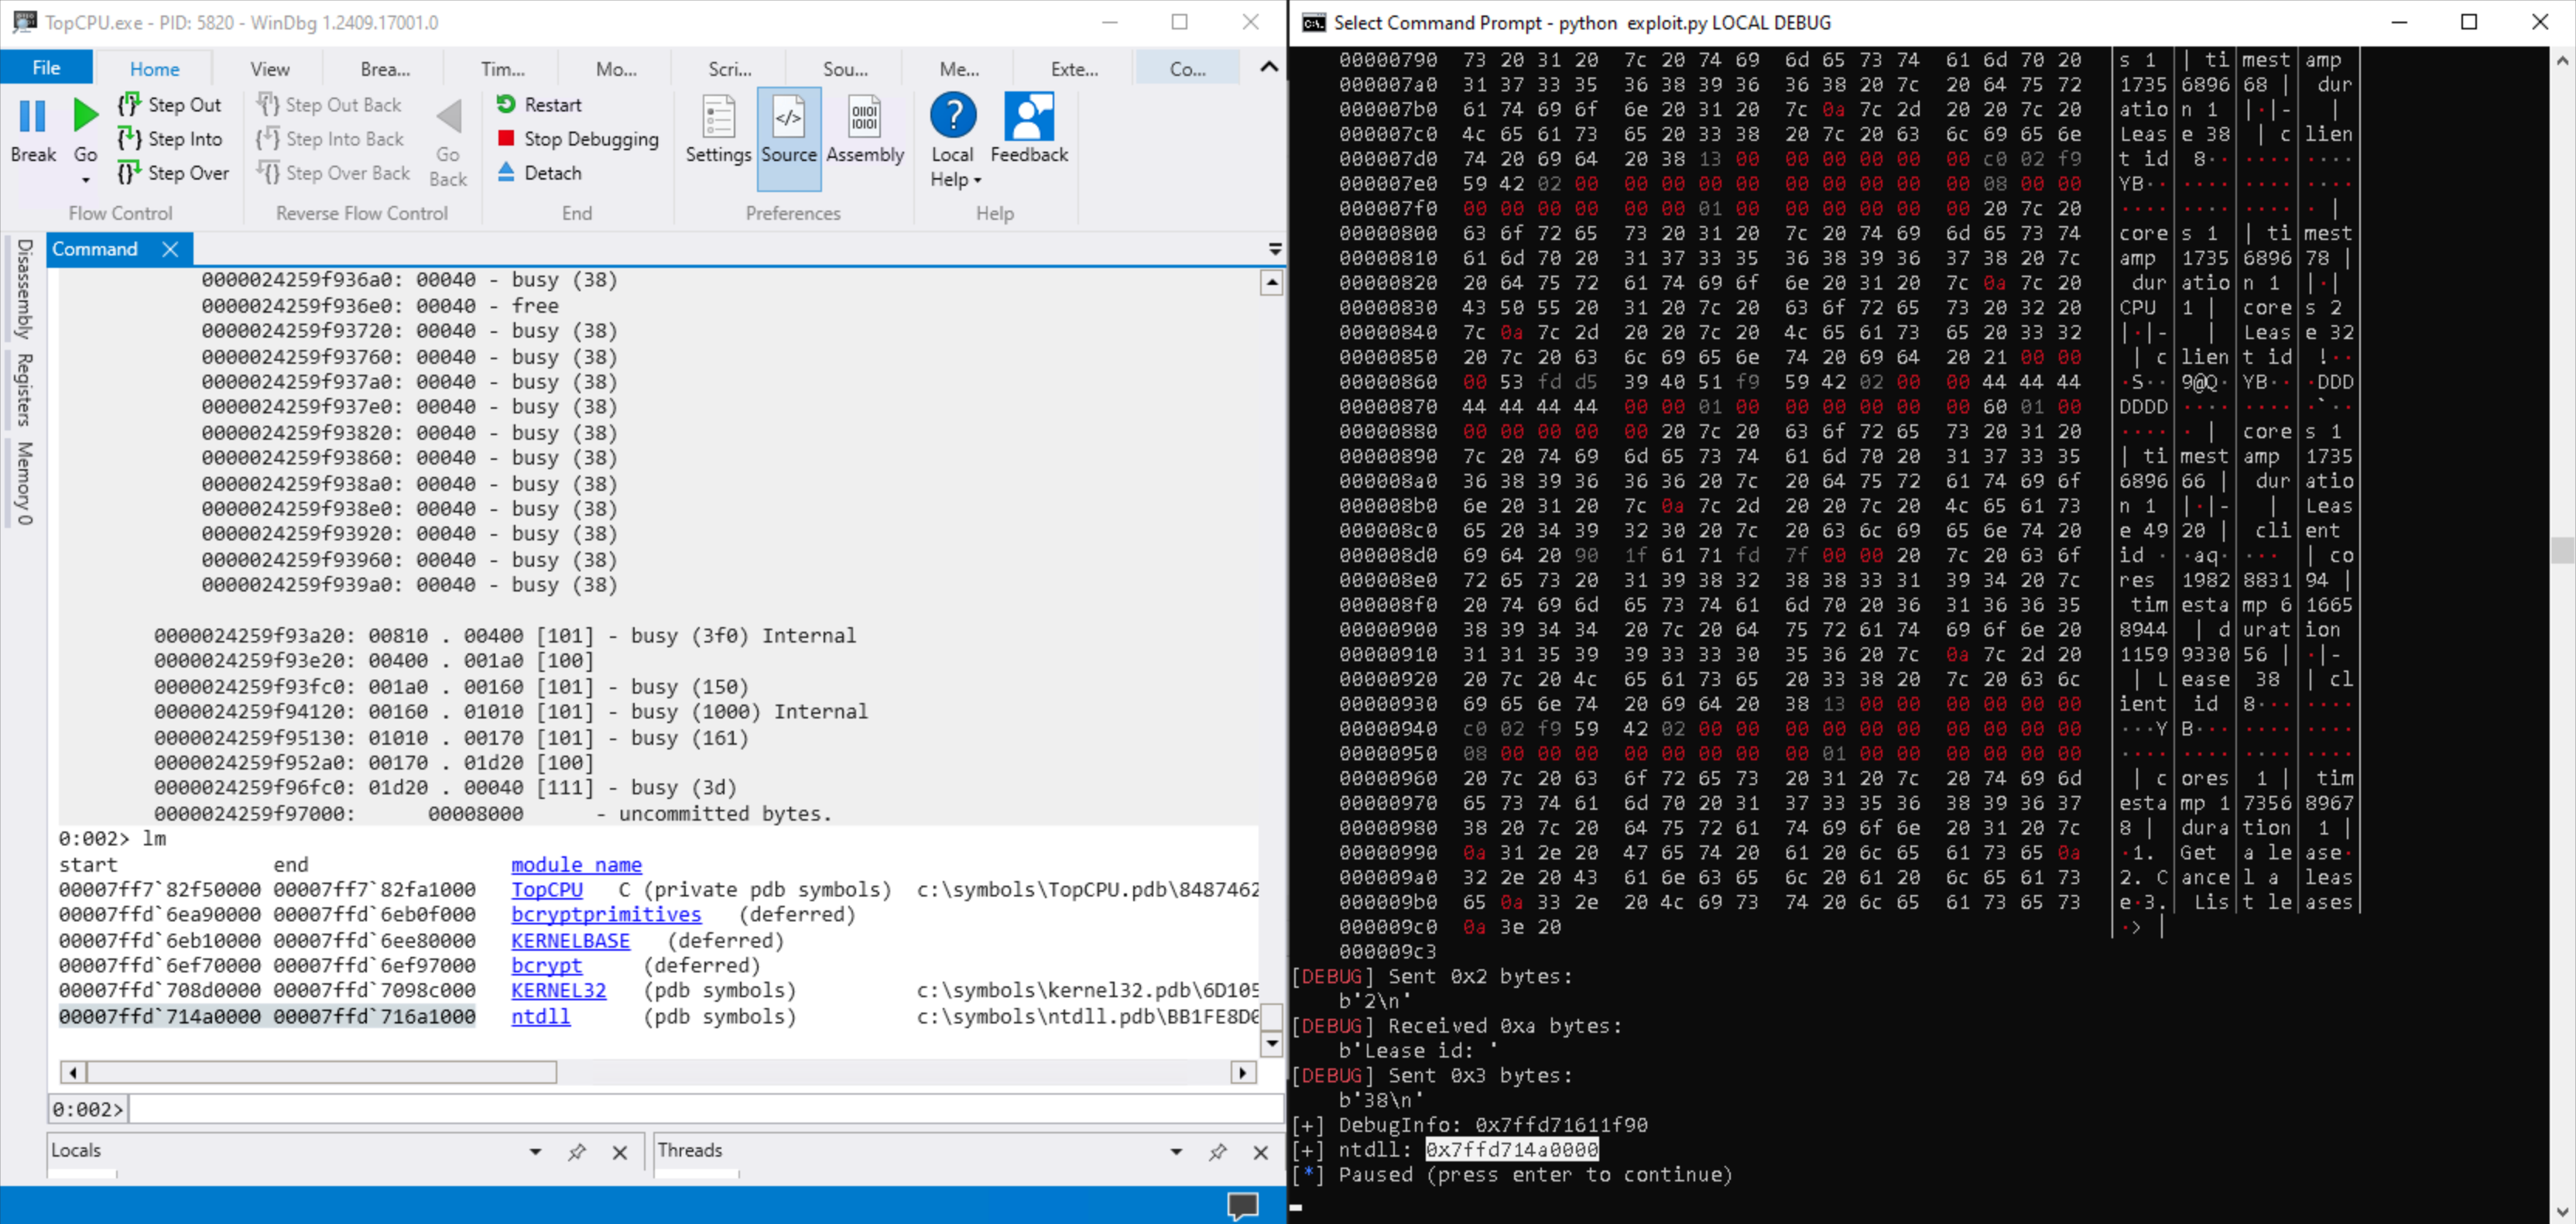 TopCPU.exe - PID: 5820 - WinDbg 1.2409.17001.0
File Home View Brea... Tim... Mo... Scri... Sou... Me... Exte... Co...
Break
Go
Step Out
Step Into
Step Over
Flow Control
Step Out Back
Step Into Back
Step Over Back
Go Back
Reverse Flow Control
Restart
Stop Debugging
Detach
End
Settings
Source
Assembly
Preferences
Local Help
Feedback
Help
Disassembly
Registers
Memory 0
Command
0000024259f936a0: 00040 - busy (38)
0000024259f936e0: 00040 - free
0000024259f93720: 00040 - busy (38)
0000024259f93760: 00040 - busy (38)
0000024259f937a0: 00040 - busy (38)
0000024259f937e0: 00040 - busy (38)
0000024259f93820: 00040 - busy (38)
0000024259f93860: 00040 - busy (38)
0000024259f938a0: 00040 - busy (38)
0000024259f938e0: 00040 - busy (38)
0000024259f93920: 00040 - busy (38)
0000024259f93960: 00040 - busy (38)
0000024259f939a0: 00040 - busy (38)
0000024259f93a20: 00810 . 00400 [101] - busy (3f0) Internal
0000024259f93e20: 00400 . 001a0 [100]
0000024259f93fc0: 001a0 . 00160 [101] - busy (150)
0000024259f94120: 00160 . 01010 [101] - busy (1000) Internal
0000024259f95130: 01010 . 00170 [101] - busy (161)
0000024259f952a0: 00170 . 01d20 [100]
0000024259f96fc0: 01d20 . 00040 [111] - busy (3d)
0000024259f97000: 00008000 - uncommitted bytes.
0:002> lm
start end module name
00007ff7`82f50000 00007ff7`82fa1000 TopCPU C (private pdb symbols) c:\symbols\TopCPU.pdb\8487462
00007ffd`6ea90000 00007ffd`6eb0f000 bcryptprimitives (deferred)
00007ffd`6eb10000 00007ffd`6ee80000 KERNELBASE (deferred)
00007ffd`6ef70000 00007ffd`6ef97000 bcrypt (deferred)
00007ffd`708d0000 00007ffd`7098c000 KERNEL32 (pdb symbols) c:\symbols\kernel32.pdb\6D105
00007ffd`714a0000 00007ffd`716a1000 ntdll (pdb symbols) c:\symbols\ntdll.pdb\BB1FE8D
0:002>
Locals
Threads
Select Command Prompt - python exploit.py LOCAL DEBUG
00000790 73 20 31 20 7c 20 74 69 6d 65 73 74 61 6d 70 20 │s 1 │| ti│mest│amp │
000007a0 31 37 33 35 36 38 39 36 36 38 20 7c 20 64 75 72 │1735│6896│68 |│ dur│
000007b0 61 74 69 6f 6e 20 31 20 7c 0a 7c 2d 20 20 7c 20 │atio│n 1 │|·|-│  | │
000007c0 4c 65 61 73 65 20 33 38 20 7c 20 63 6c 69 65 6e │Leas│e 38│ | c│lien│
000007d0 74 20 69 64 20 38 13 00 00 00 00 00 00 c0 02 f9 │t id│ 8··│····│····│
000007e0 59 42 02 00 00 00 00 00 00 00 00 00 00 08 00 00 │YB··│····│····│····│
000007f0 00 00 00 00 00 00 01 00 00 00 00 00 00 20 7c 20 │····│····│····│· | │
00000800 63 6f 72 65 73 20 31 20 7c 20 74 69 6d 65 73 74 │core│s 1 │| ti│mest│
00000810 61 6d 70 20 31 37 33 35 36 38 39 36 37 38 20 7c │amp │1735│6896│78 |│
00000820 20 64 75 72 61 74 69 6f 6e 20 31 20 7c 0a 7c 20 │ dur│atio│n 1 │|·| │
00000830 43 50 55 20 31 20 7c 20 63 6f 72 65 73 20 32 20 │CPU │1 | │core│s 2 │
00000840 7c 0a 7c 2d 20 20 7c 20 4c 65 61 73 65 20 33 32 │|·|-│  | │Leas│e 32│
00000850 20 7c 20 63 6c 69 65 6e 74 20 69 64 20 21 00 00 │ | c│lien│t id│ !··│
00000860 00 53 fd d5 39 40 51 f9 59 42 02 00 00 44 44 44 │·S··│9@Q·│YB··│·DDD│
00000870 44 44 44 44 00 00 01 00 00 00 00 00 00 60 01 00 │DDDD│····│····│·`··│
00000880 00 00 00 00 00 20 7c 20 63 6f 72 65 73 20 31 20 │····│· | │core│s 1 │
00000890 7c 20 74 69 6d 65 73 74 61 6d 70 20 31 37 33 35 │| ti│mest│amp │1735│
000008a0 36 38 39 36 36 36 20 7c 20 64 75 72 61 74 69 6f │6896│66 |│ dur│atio│
000008b0 6e 20 31 20 7c 0a 7c 2d 20 20 7c 20 4c 65 61 73 │n 1 │|·|-│  | │Leas│
000008c0 65 20 34 39 32 30 20 7c 20 63 6c 69 65 6e 74 20 │e 49│20 |│ cli│ent │
000008d0 69 64 20 90 1f 61 71 fd 7f 00 00 20 7c 20 63 6f │id ·│·aq·│··· │| co│
000008e0 72 65 73 20 31 39 38 32 38 38 33 31 39 34 20 7c │res │1982│8831│94 |│
000008f0 20 74 69 6d 65 73 74 61 6d 70 20 36 31 36 36 35 │ tim│esta│mp 6│1665│
00000900 38 39 34 34 20 7c 20 64 75 72 61 74 69 6f 6e 20 │8944│ | d│urat│ion │
00000910 31 31 35 39 39 33 33 30 35 36 20 7c 0a 7c 2d 20 │1159│9330│56 |│·|- │
00000920 20 7c 20 4c 65 61 73 65 20 33 38 20 7c 20 63 6c │ | L│ease│ 38 │| cl│
00000930 69 65 6e 74 20 69 64 20 38 13 00 00 00 00 00 00 │ient│ id │8···│····│
00000940 c0 02 f9 59 42 02 00 00 00 00 00 00 00 00 00 00 │···Y│B···│····│····│
00000950 08 00 00 00 00 00 00 00 00 01 00 00 00 00 00 00 │····│····│····│····│
00000960 20 7c 20 63 6f 72 65 73 20 31 20 7c 20 74 69 6d │ | c│ores│ 1 |│ tim│
00000970 65 73 74 61 6d 70 20 31 37 33 35 36 38 39 36 37 │esta│mp 1│7356│8967│
00000980 38 20 7c 20 64 75 72 61 74 69 6f 6e 20 31 20 7c │8 | │dura│tion│ 1 |│
00000990 0a 31 2e 20 47 65 74 20 61 20 6c 65 61 73 65 0a │·1. │Get │a le│ase·│
000009a0 32 2e 20 43 61 6e 63 65 6c 20 61 20 6c 65 61 73 │2. C│ance│l a │leas│
000009b0 65 0a 33 2e 20 4c 69 73 74 20 6c 65 61 73 65 73 │e·3.│ Lis│t le│ases│
000009c0 0a 3e 20 │·> │
000009c3
[DEBUG] Sent 0x2 bytes:
b'2\n'
[DEBUG] Received 0xa bytes:
b'Lease id: '
[DEBUG] Sent 0x3 bytes:
b'38\n'
[+] DebugInfo: 0x7ffd71611f90
[+] ntdll: 0x7ffd714a0000
[*] Paused (press enter to continue)